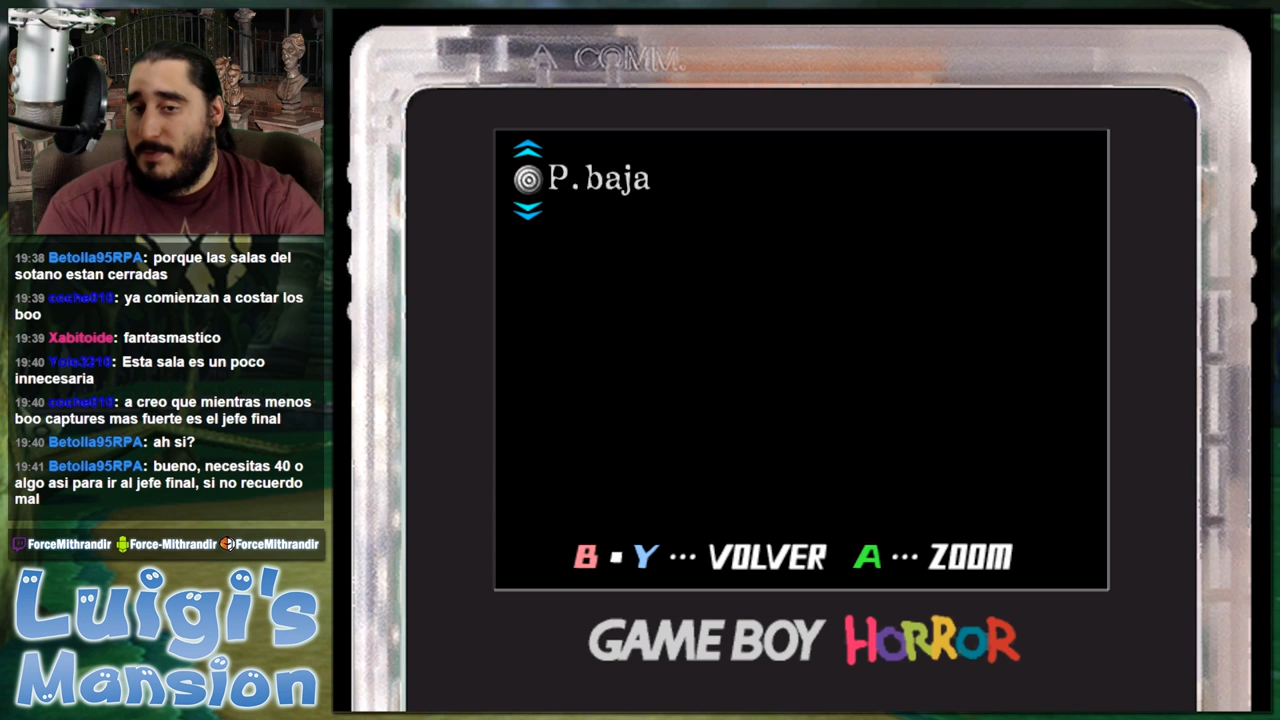 A COMM.
P.baja
19:38 Betolla95RPA: porque las salas del
sotano estan cerradas
19:39 coche010: ya comienzan a costar los
boo
19:39 Xabitoide: fantasmastico
19:40 Esta sala es un poco
innecesaria
19:40 coche010: a creo que mientras menos
boo captures mas fuerte es el jefe final
19:40 Betolla95RPA: ah si?
19:41 Betolla95RPA: bueno, necesitas 40 o
algo asi para ir al jefe final, si no recuerdo
mal
ForceMithrandir Force-Mithrandir ForceMithrandir
Luigi's
Mansion
B · Y ... VOLVER A ... ZOOM
GAME BOY HORROR